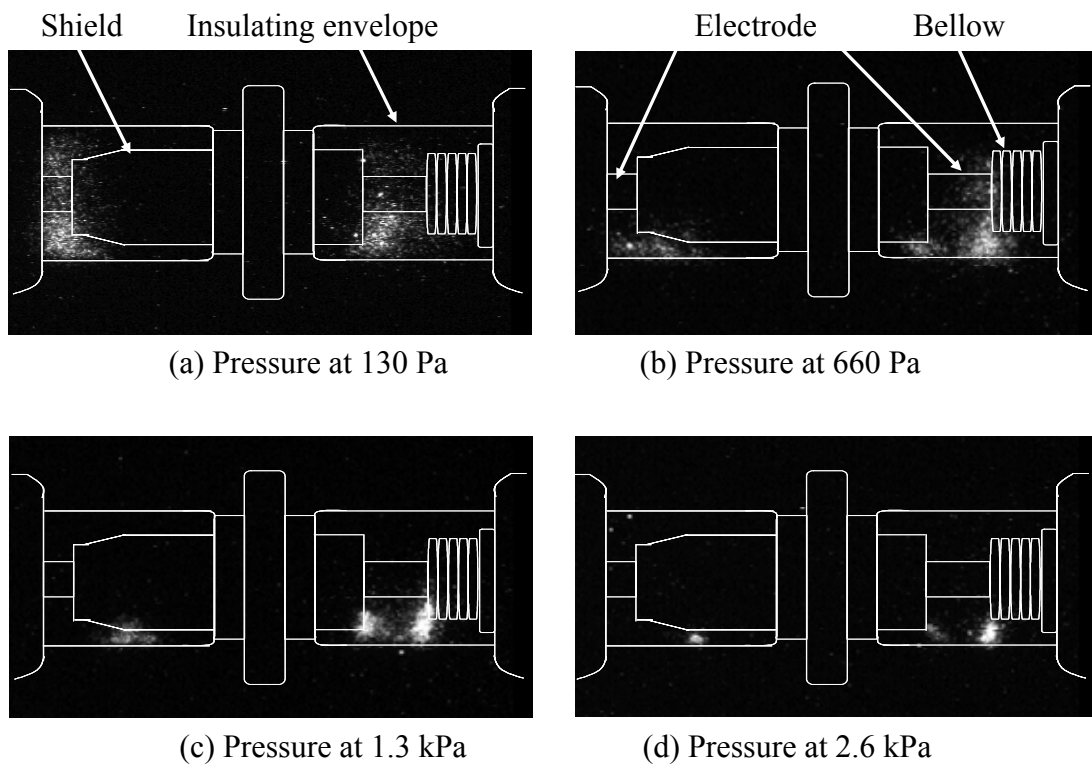 Shield Insulating envelope Electrode Bellow
(a) Pressure at 130 Pa (b) Pressure at 660 Pa
(c) Pressure at 1.3 kPa (d) Pressure at 2.6 kPa